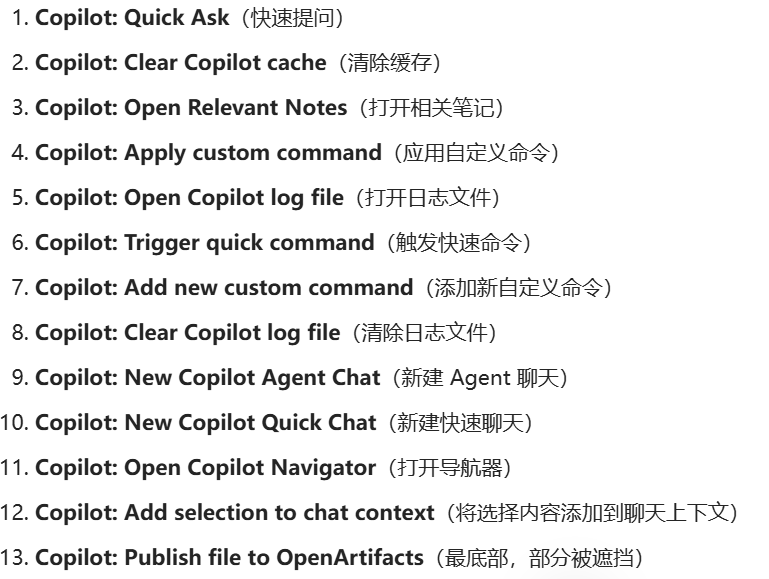 1. Copilot: Quick Ask（快速提问）
2. Copilot: Clear Copilot cache（清除缓存）
3. Copilot: Open Relevant Notes（打开相关笔记）
4. Copilot: Apply custom command（应用自定义命令）
5. Copilot: Open Copilot log file（打开日志文件）
6. Copilot: Trigger quick command（触发快速命令）
7. Copilot: Add new custom command（添加新自定义命令）
8. Copilot: Clear Copilot log file（清除日志文件）
9. Copilot: New Copilot Agent Chat（新建 Agent 聊天）
10. Copilot: New Copilot Quick Chat（新建快速聊天）
11. Copilot: Open Copilot Navigator（打开导航器）
12. Copilot: Add selection to chat context（将选择内容添加到聊天上下文）
13. Copilot: Publish file to OpenArtifacts（最底部，部分被遮挡）